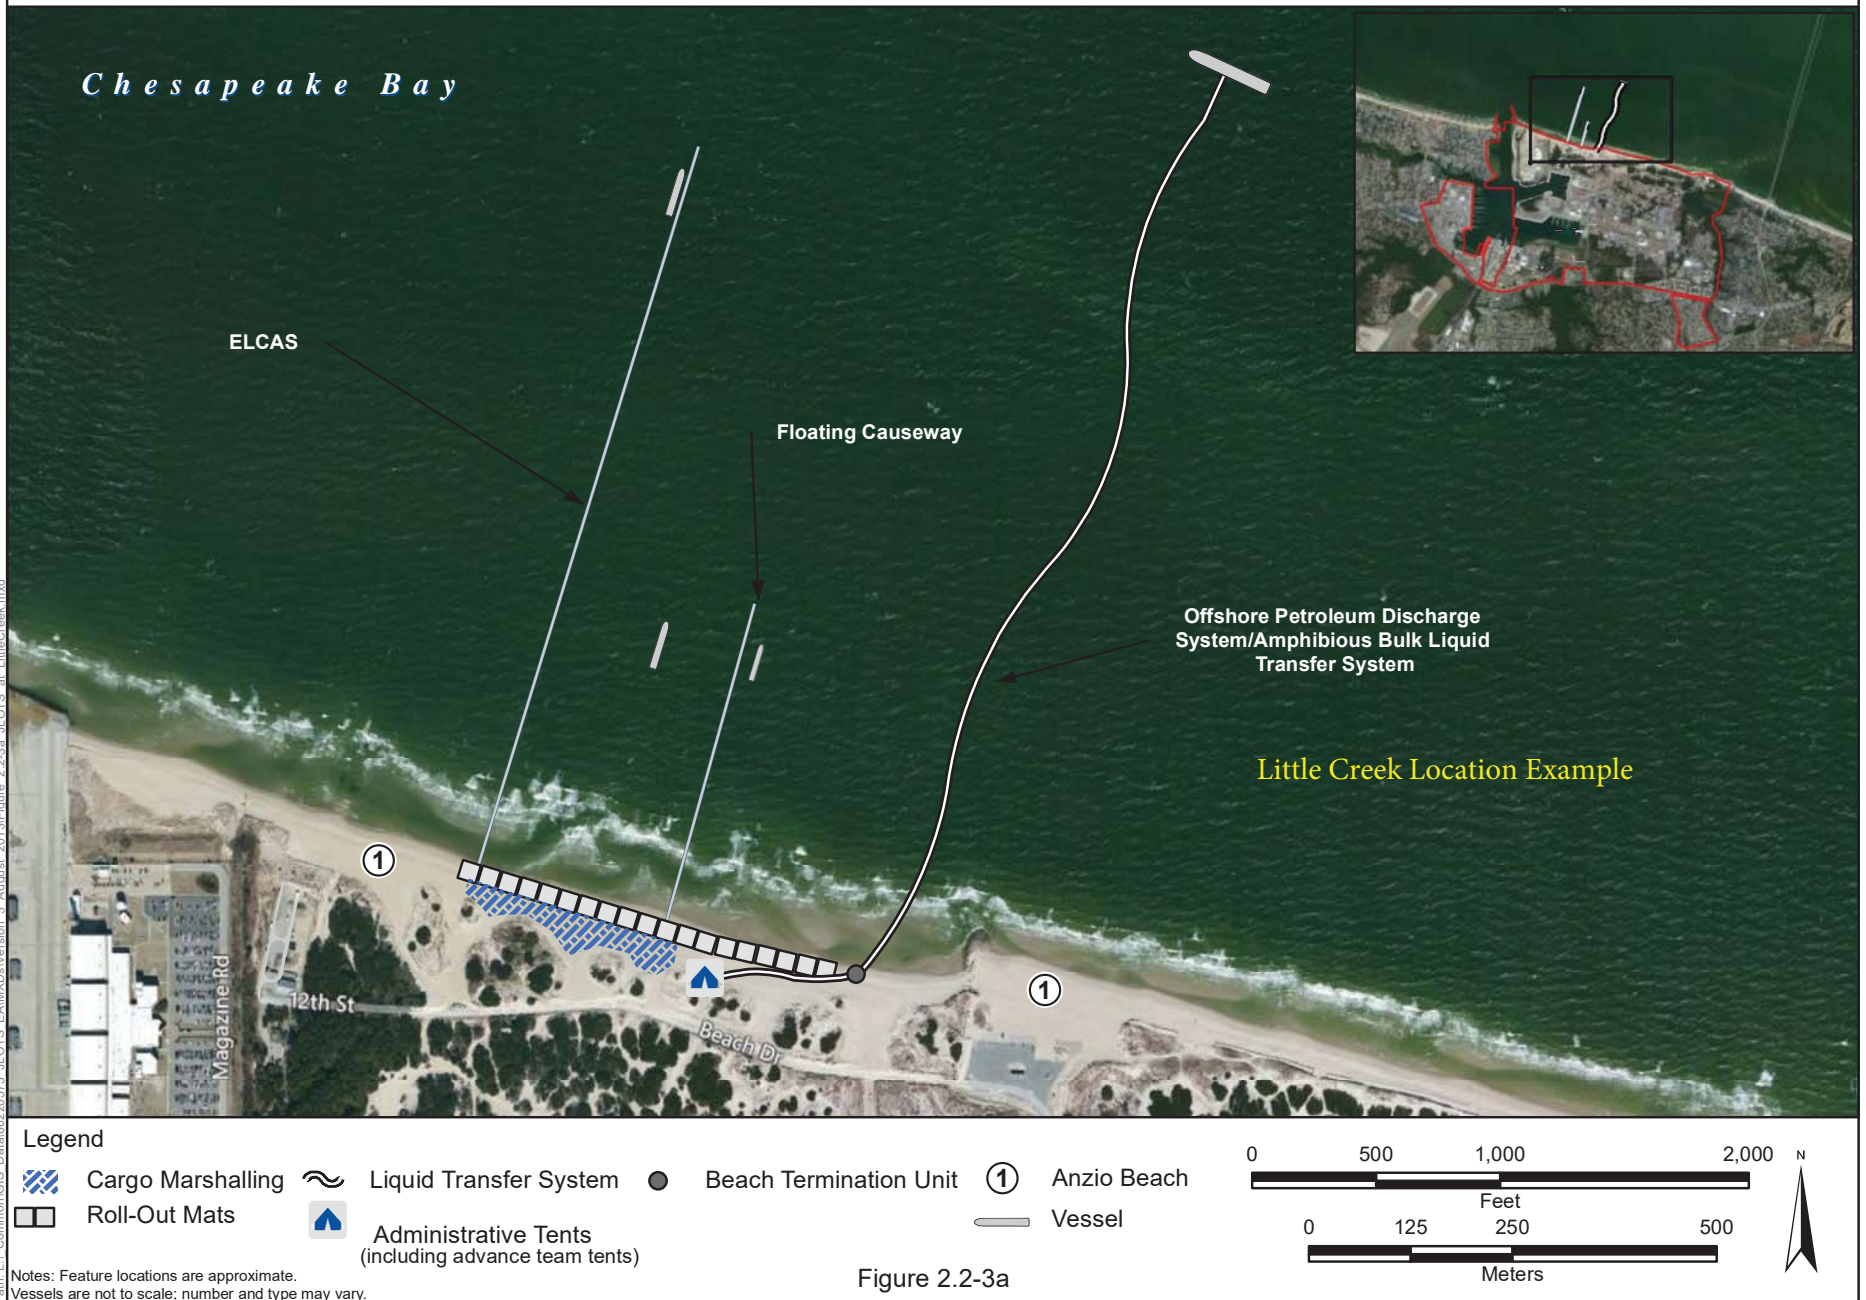 Chesapeake Bay
ELCAS
Floating Causeway
Offshore Petroleum Discharge
System/Amphibious Bulk Liquid
Transfer System
Little Creek Location Example
1
1
Magazine Rd
12th St
Beach Dr
Legend
Cargo Marshalling
Liquid Transfer System
Beach Termination Unit
1
Anzio Beach
Roll-Out Mats
Administrative Tents
(including advance team tents)
Vessel
0 500 1,000 2,000
Feet
0 125 250 500
Meters
N
Notes: Feature locations are approximate.
Vessels are not to scale; number and type may vary.
Figure 2.2-3a